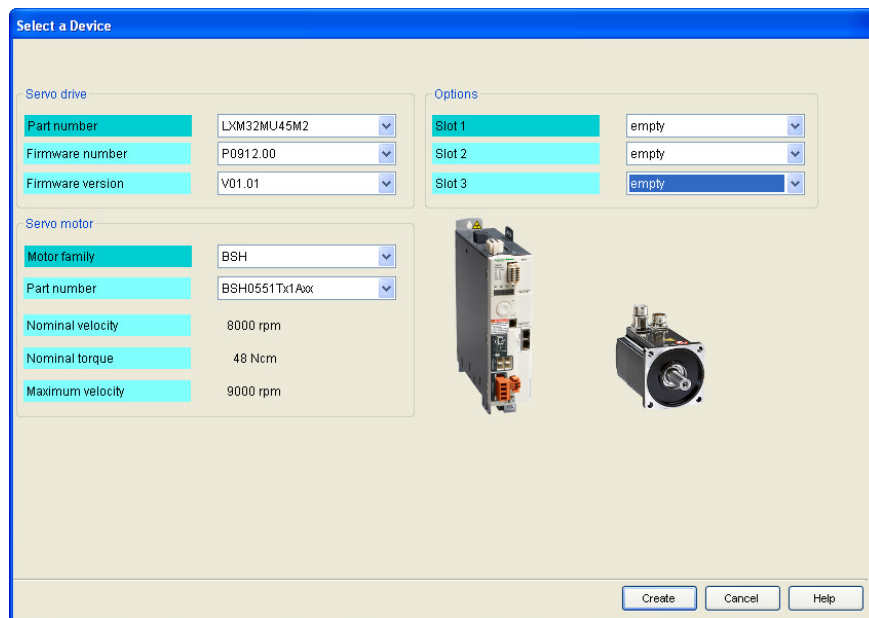 Select a Device
Servo drive
Part number LXM32MU45M2
Firmware number P0912.00
Firmware version V01.01
Options
Slot 1 empty
Slot 2 empty
Slot 3 empty
Servo motor
Motor family BSH
Part number BSH0551Tx1Axx
Nominal velocity 8000 rpm
Nominal torque 48 Ncm
Maximum velocity 9000 rpm
Create Cancel Help